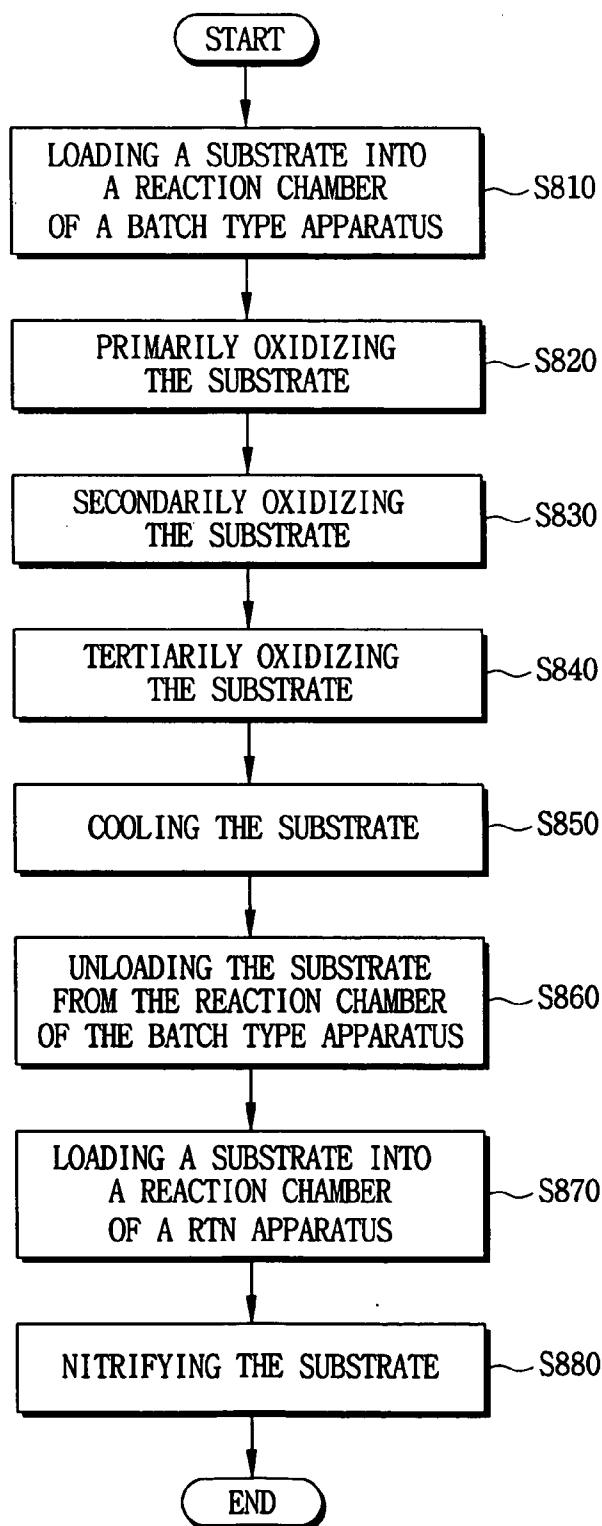 START
LOADING A SUBSTRATE INTO
A REACTION CHAMBER
OF A BATCH TYPE APPARATUS
S810
PRIMARILY OXIDIZING
THE SUBSTRATE
S820
SECONDARILY OXIDIZING
THE SUBSTRATE
S830
TERTIARILY OXIDIZING
THE SUBSTRATE
S840
COOLING THE SUBSTRATE
S850
UNLOADING THE SUBSTRATE
FROM THE REACTION CHAMBER
OF THE BATCH TYPE APPARATUS
S860
LOADING A SUBSTRATE INTO
A REACTION CHAMBER
OF A RTN APPARATUS
S870
NITRIFYING THE SUBSTRATE
S880
END